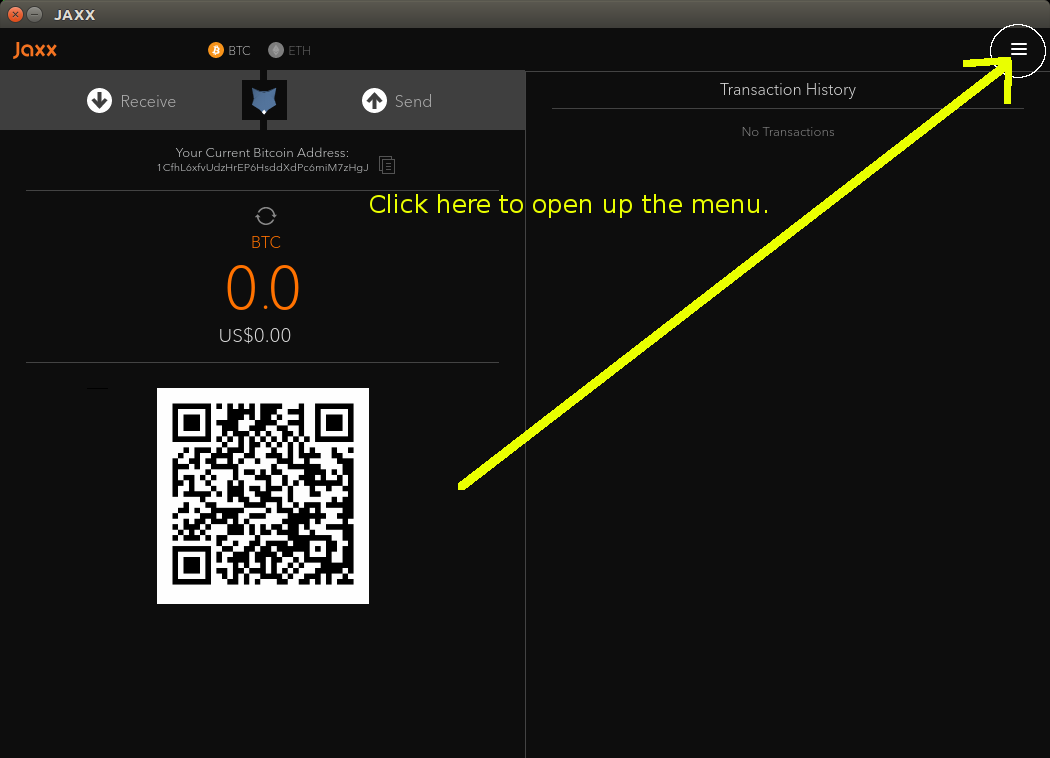 JAXX
Jaxx BTC ETH
Receive Send
Transaction History
No Transactions
Your Current Bitcoin Address:
1CfhL6xfvUdzHrEP6HsddXdPc6miM7zHgJ
Click here to open up the menu.
BTC
0.0
US$0.00